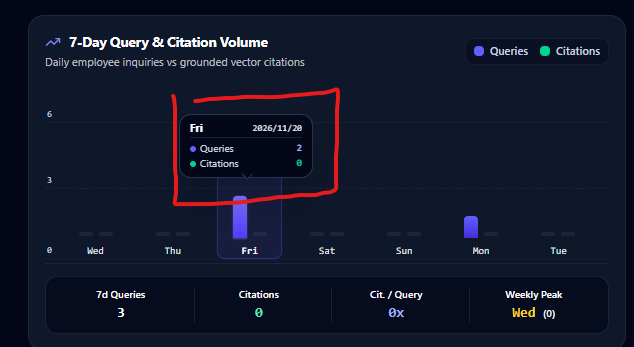 7-Day Query & Citation Volume
Daily employee inquiries vs grounded vector citations
Queries Citations
6
Fri 2026/11/20
Queries 2
Citations 0
3
0
Wed Thu Fri Sat Sun Mon Tue
7d Queries Citations Cit. / Query Weekly Peak
3 0 0x Wed (0)